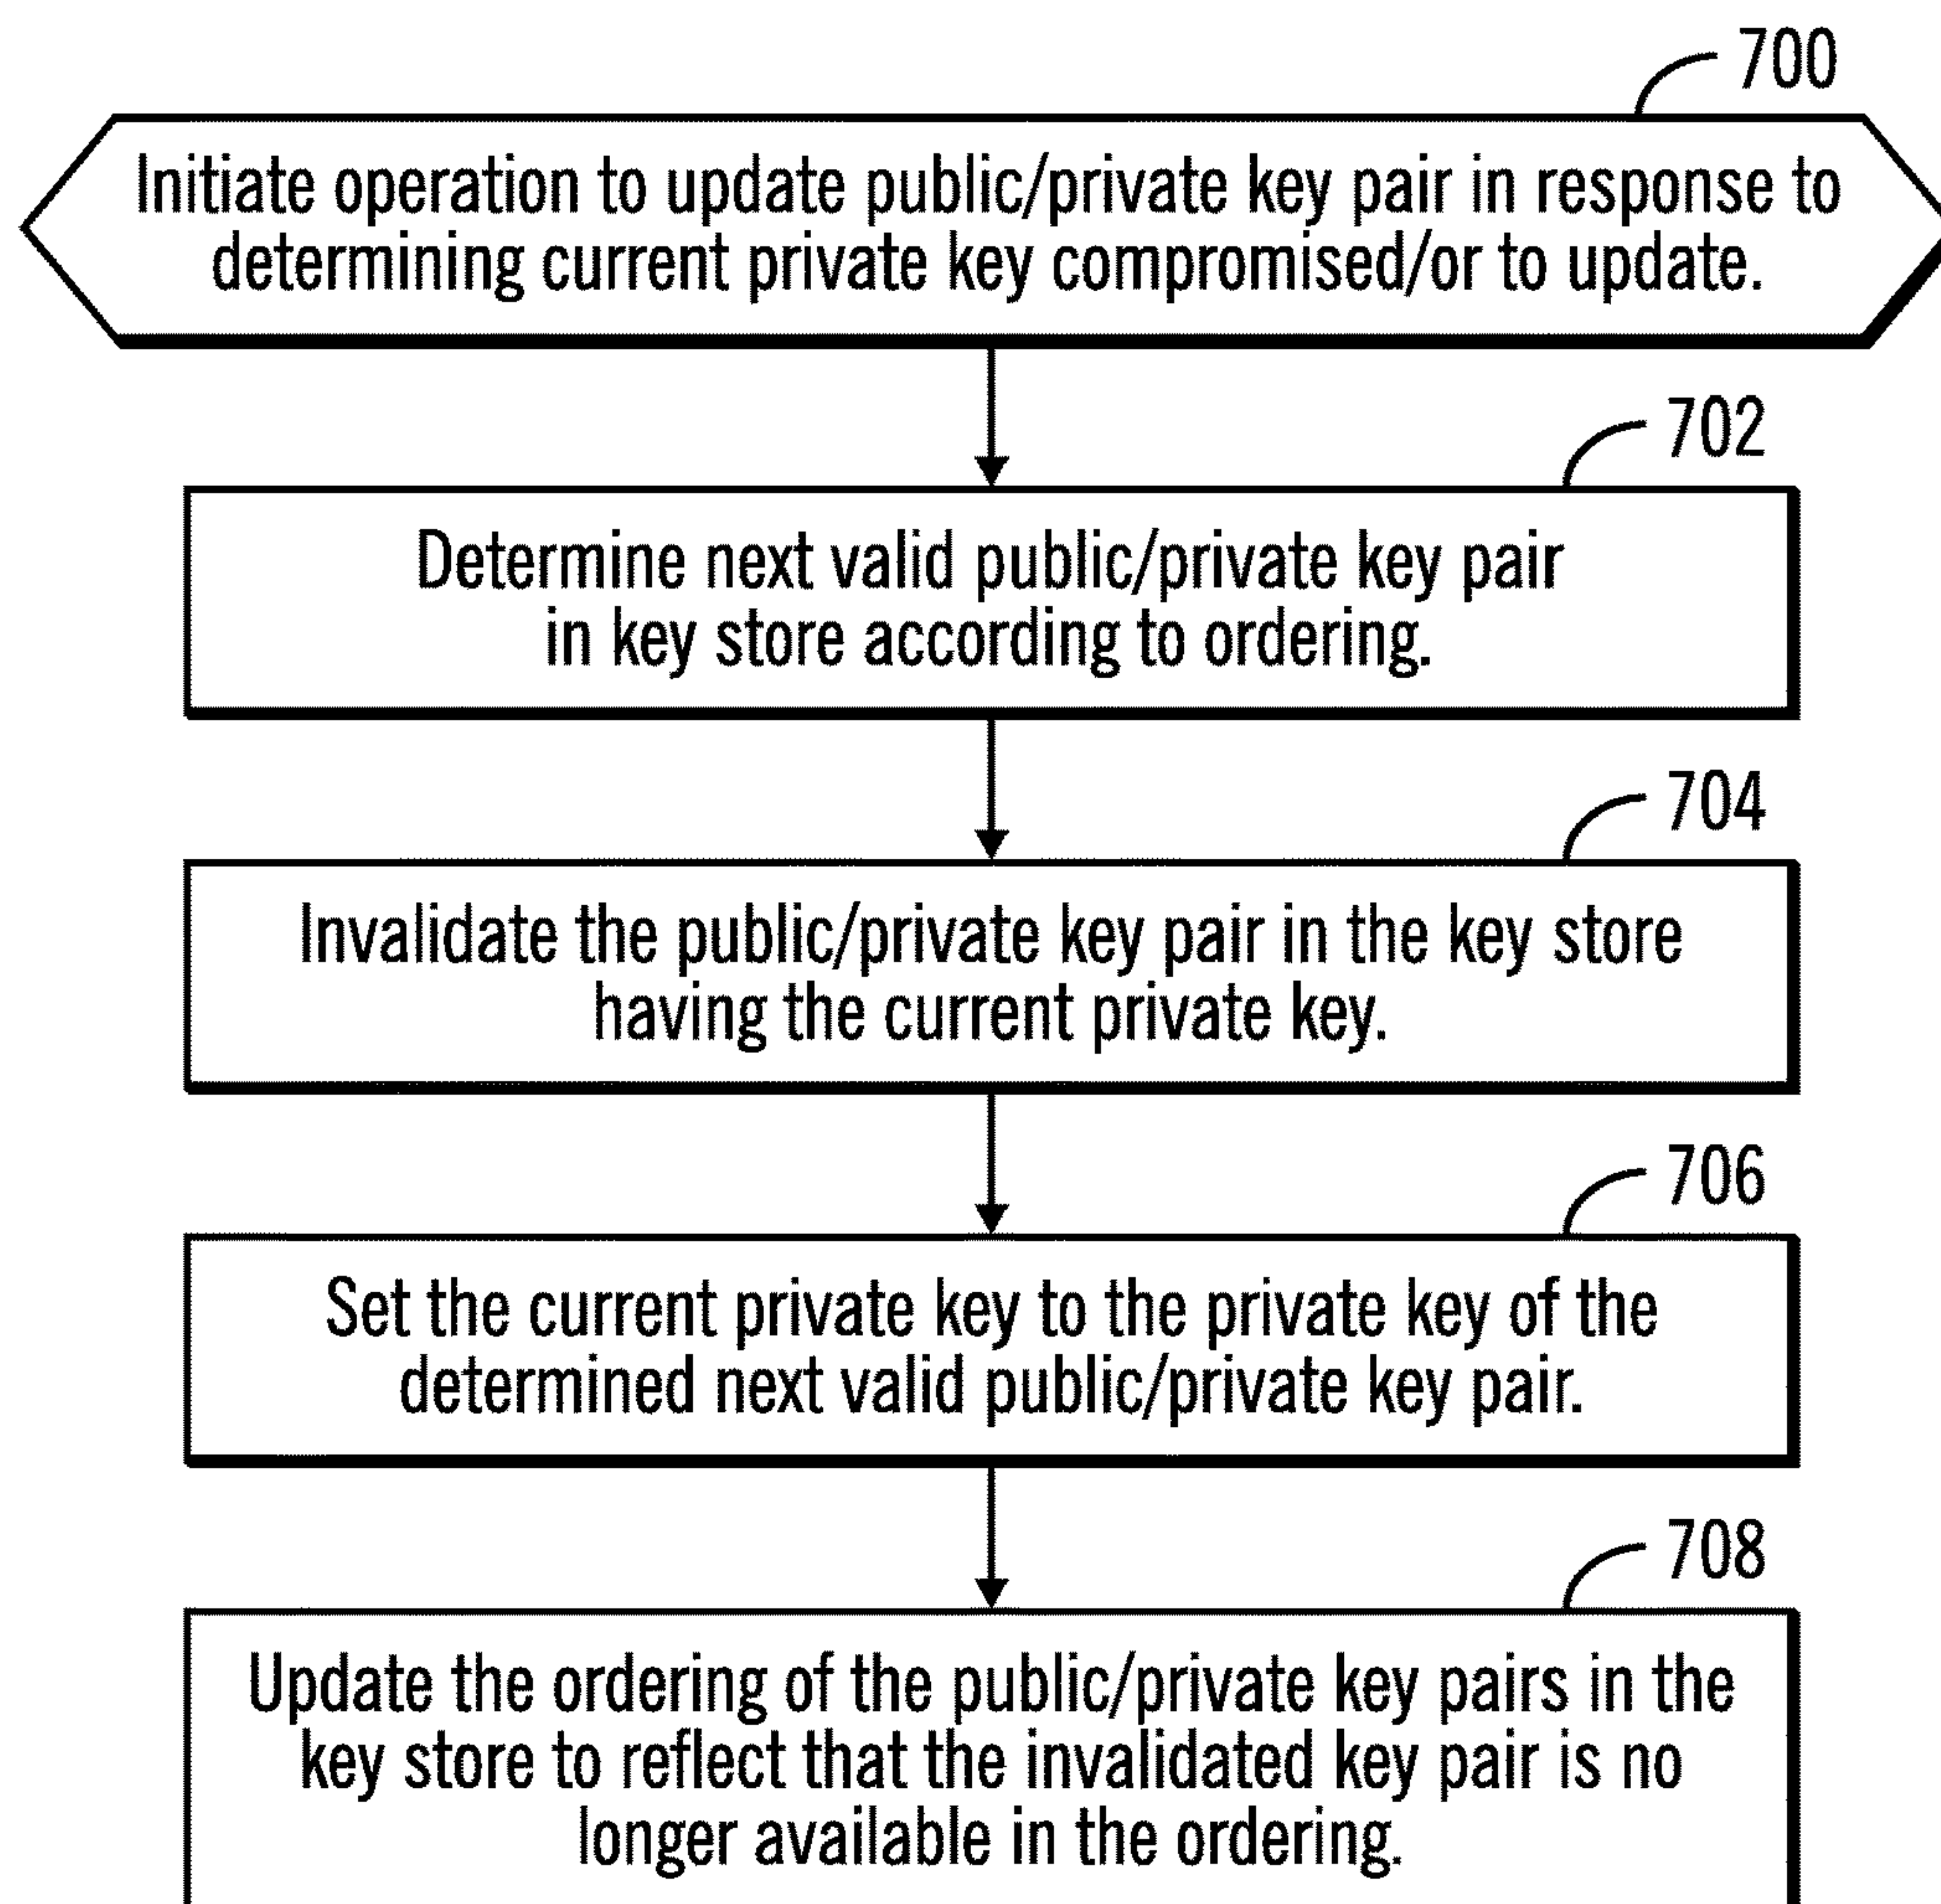 700
Initiate operation to update public/private key pair in response to
determining current private key compromised/or to update.
702
Determine next valid public/private key pair
in key store according to ordering.
704
Invalidate the public/private key pair in the key store
having the current private key.
706
Set the current private key to the private key of the
determined next valid public/private key pair.
708
Update the ordering of the public/private key pairs in the
key store to reflect that the invalidated key pair is no
longer available in the ordering.